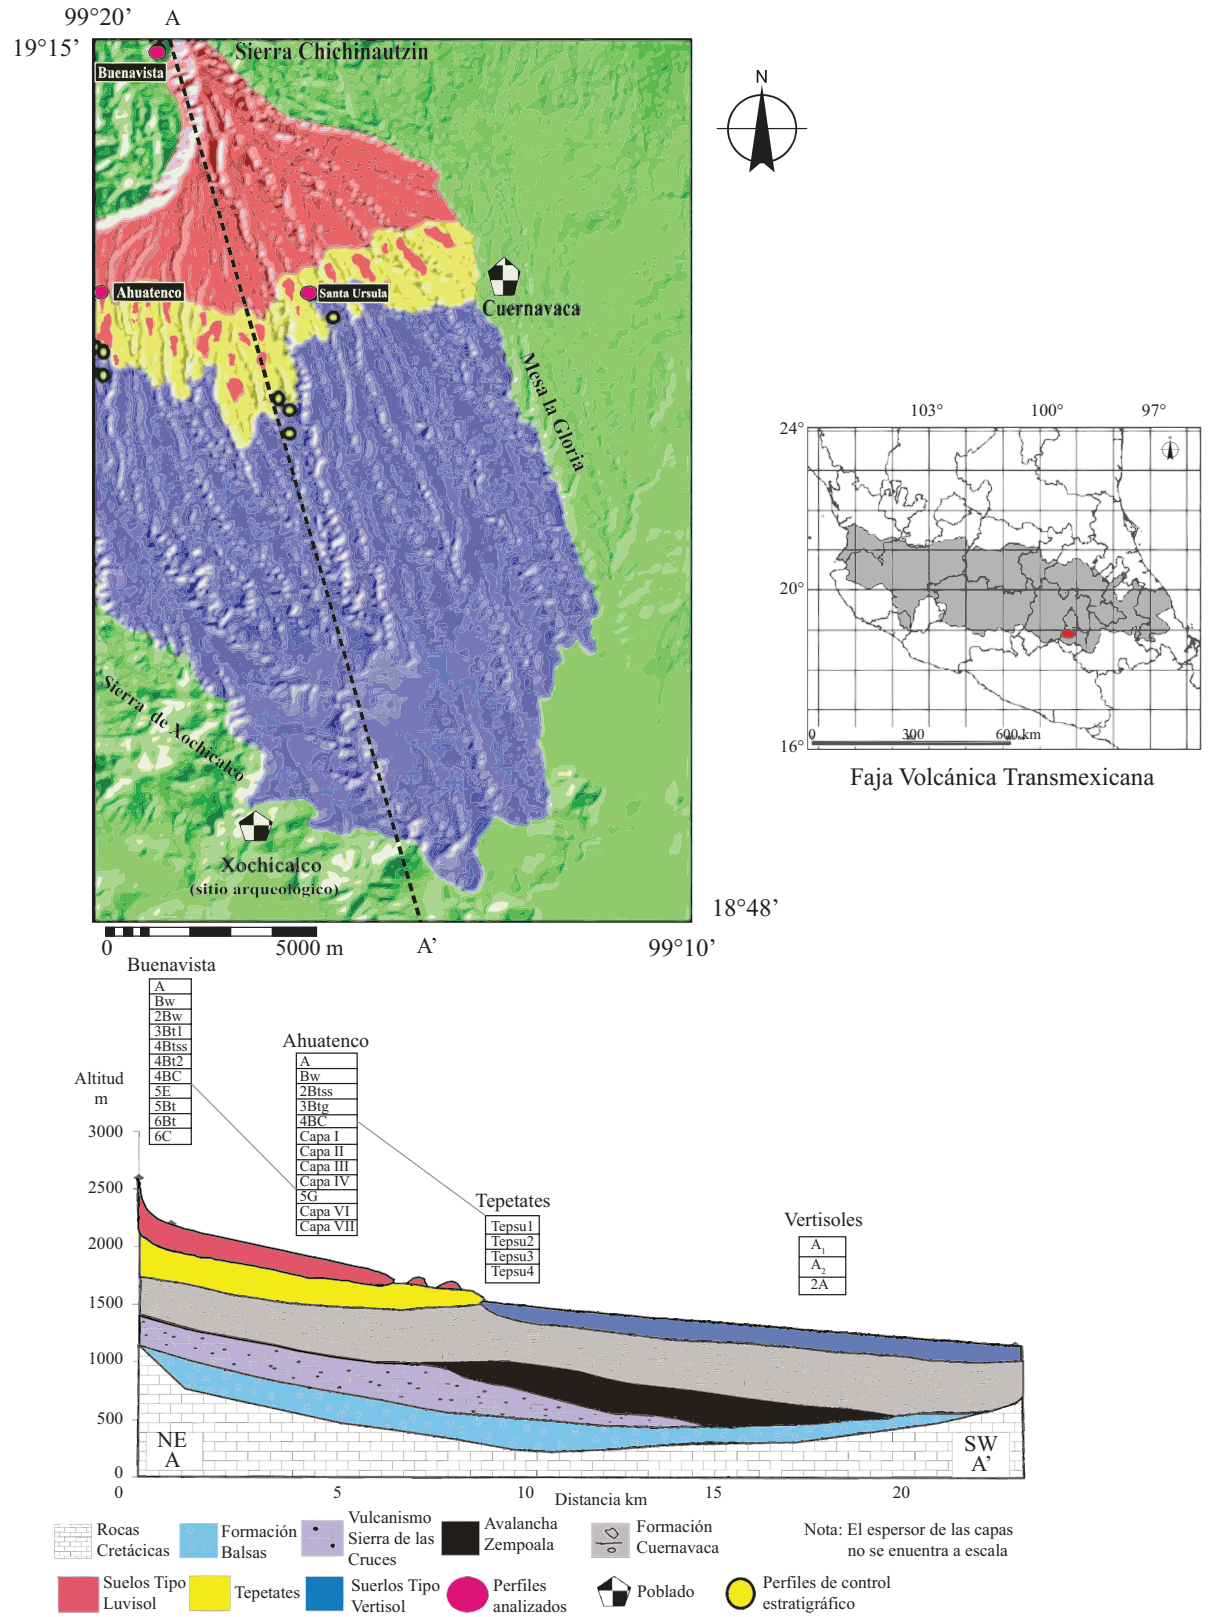 99°20’
A
19°15’
Sierra Chichinautzin
Buenavista
N
Ahuatenco
Santa Ursula
Cuernavaca
Mesa la Gloria
Sierra de Xochicalco
Xochicalco
(sitio arqueológico)
18°48’
0 5000 m
A’
99°10’
103° 100° 97°
24°
N
20°
16°
0 300 600 km
Faja Volcánica Transmexicana
Buenavista
A
Bw
2Bw
3Bt1
4Btss
4Bt2
4BC
5E
5Bt
6Bt
6C
Ahuatenco
A
Bw
2Btss
3Btg
4BC
Capa I
Capa II
Capa III
Capa IV
5G
Capa VI
Capa VII
Tepetates
Tepsu1
Tepsu2
Tepsu3
Tepsu4
Vertisoles
A1
A2
2A
Altitud
m
3000
2500
2000
1500
1000
500
0
NE
A
SW
A’
0 5 10 15 20
Distancia km
Rocas
Cretácicas
Formación
Balsas
Vulcanismo
Sierra de las
Cruces
Avalancha
Zempoala
Formación
Cuernavaca
Nota: El espersor de las capas
no se enuentra a escala
Suelos Tipo
Luvisol
Tepetates
Suerlos Tipo
Vertisol
Perfiles
analizados
Poblado
Perfiles de control
estratigráfico